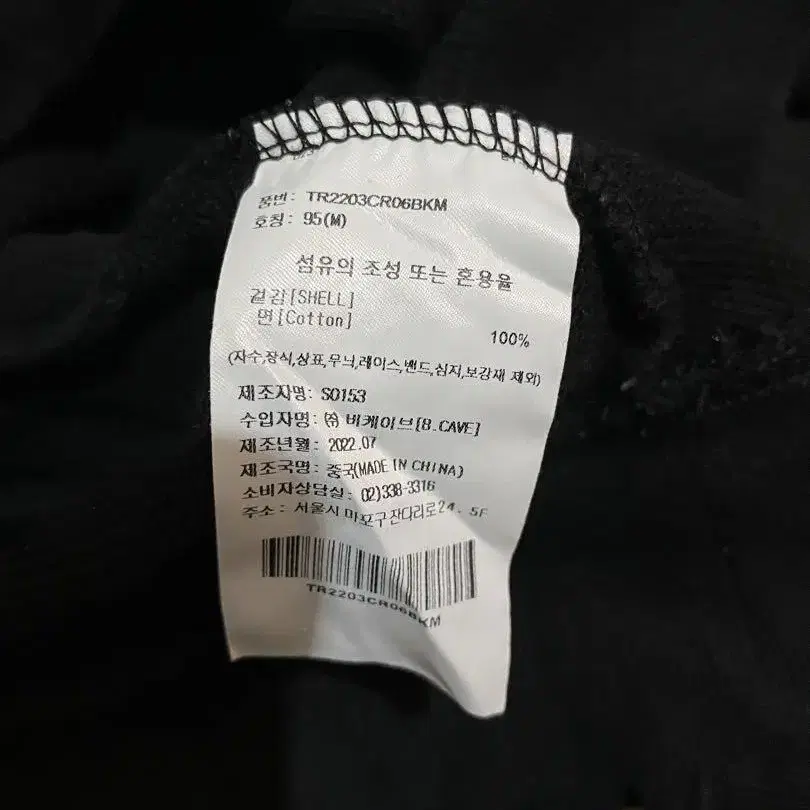 품번: TR2203CR06BKM
호칭: 95(M)
섬유의 조성 또는 혼용율
겉감[SHELL]
면[Cotton]
100%
(자수,장식,상표,무늬,레이스,밴드,심지,보강재 제외)
제조자명: S0153
수입자명: ㈜ 비케이브[B.CAVE]
제조년월: 2022.07
제조국명: 중국(MADE IN CHINA)
소비자상담실: 02)338-3316
주소: 서울시 마포구 잔다리로24. 5F
TR2203CR06BKM